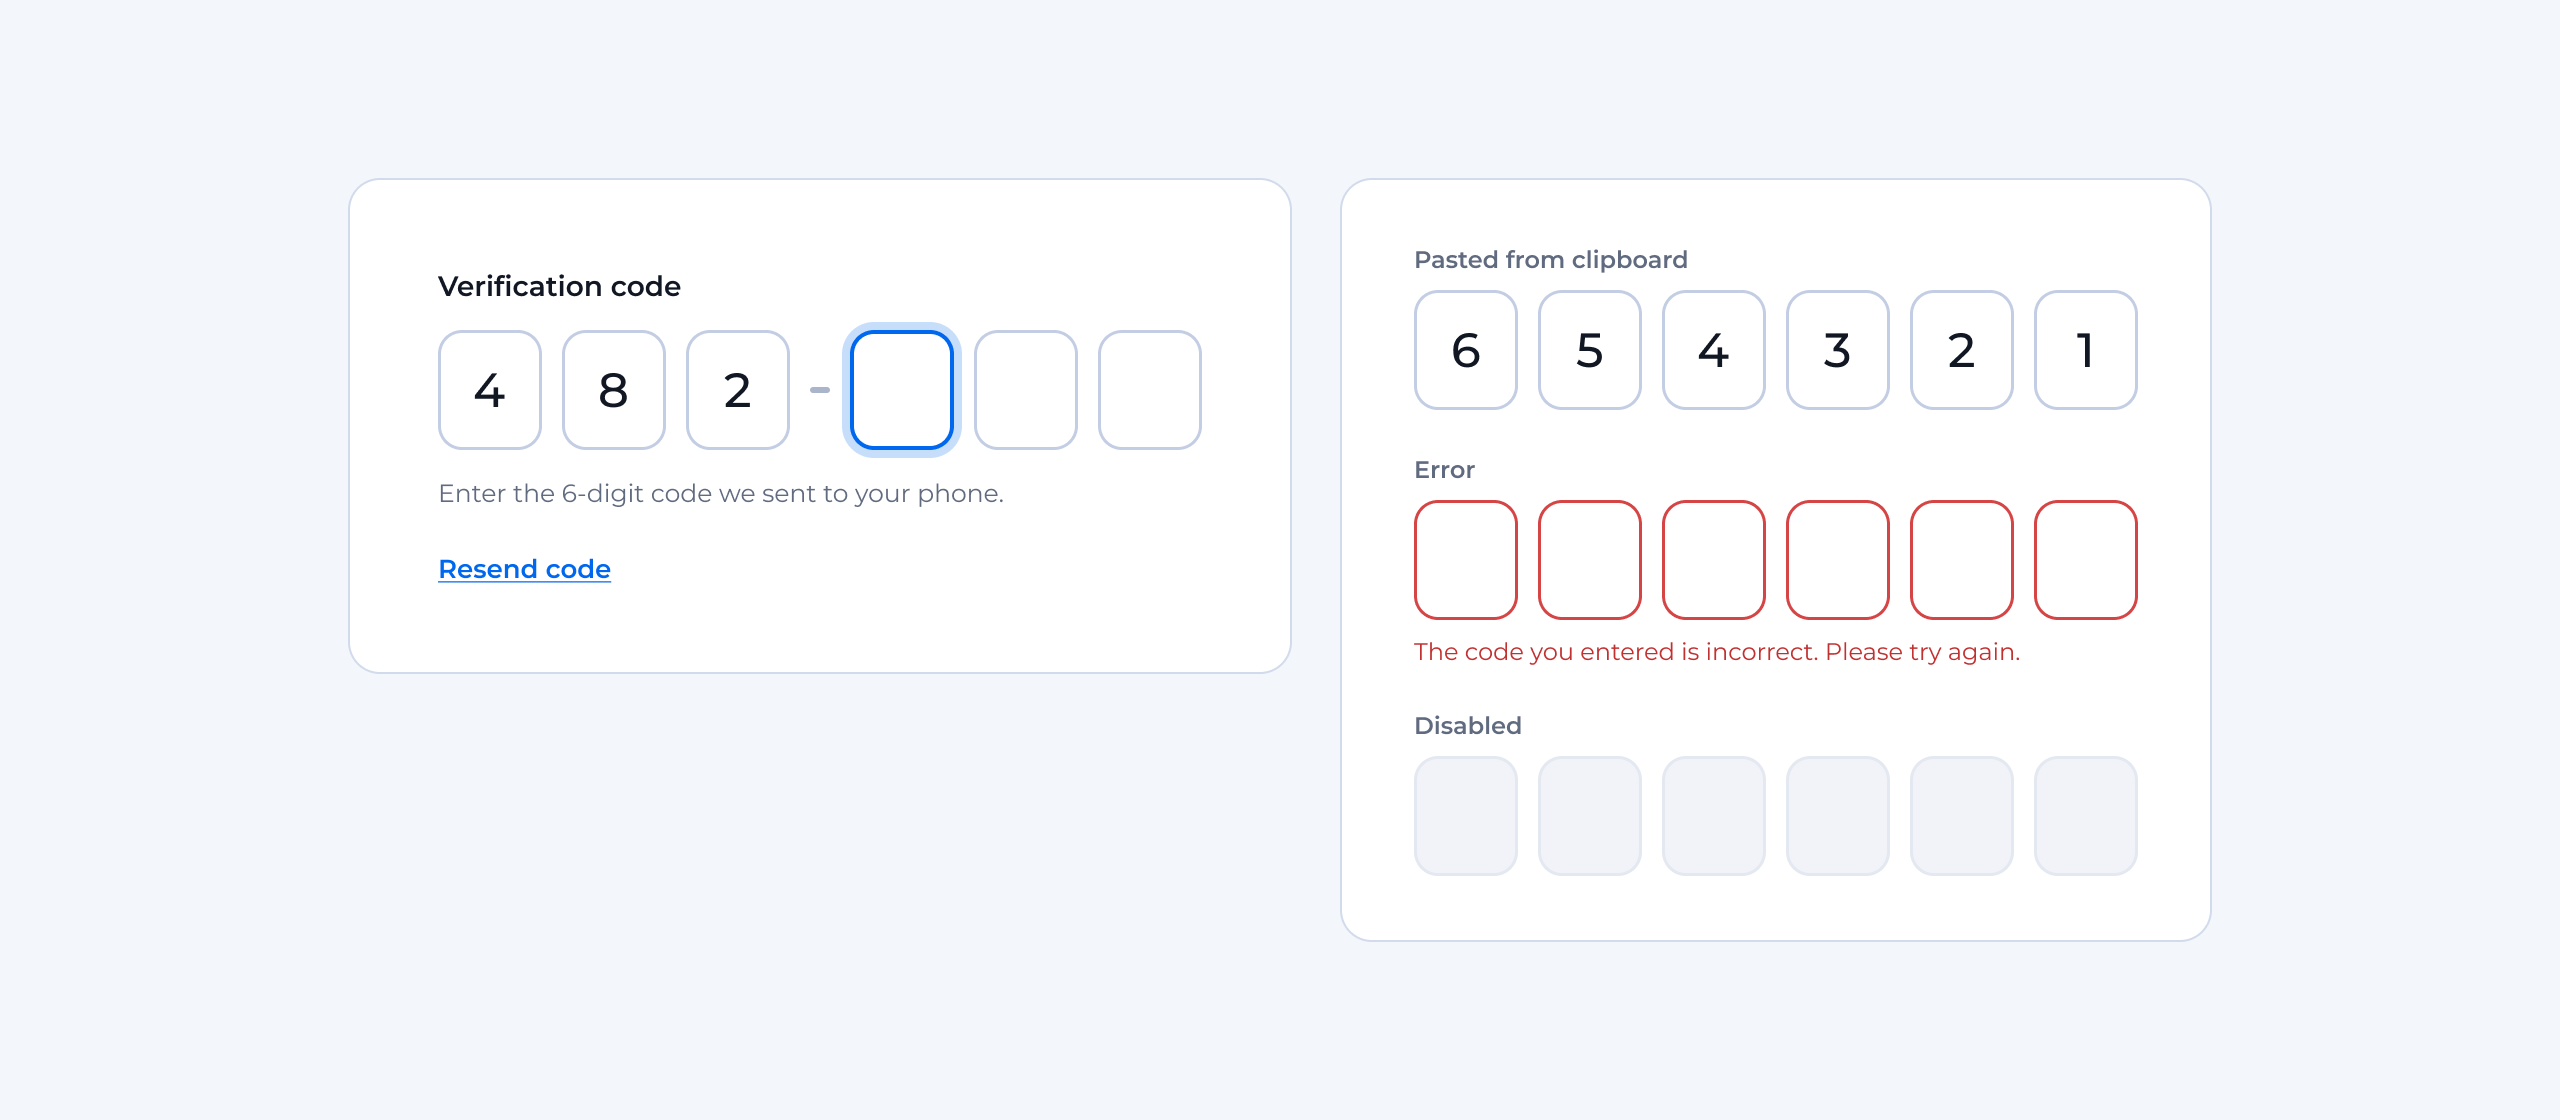 Verification code
4 8 2 -
Enter the 6-digit code we sent to your phone.
Resend code
Pasted from clipboard
6 5 4 3 2 1
Error
The code you entered is incorrect. Please try again.
Disabled